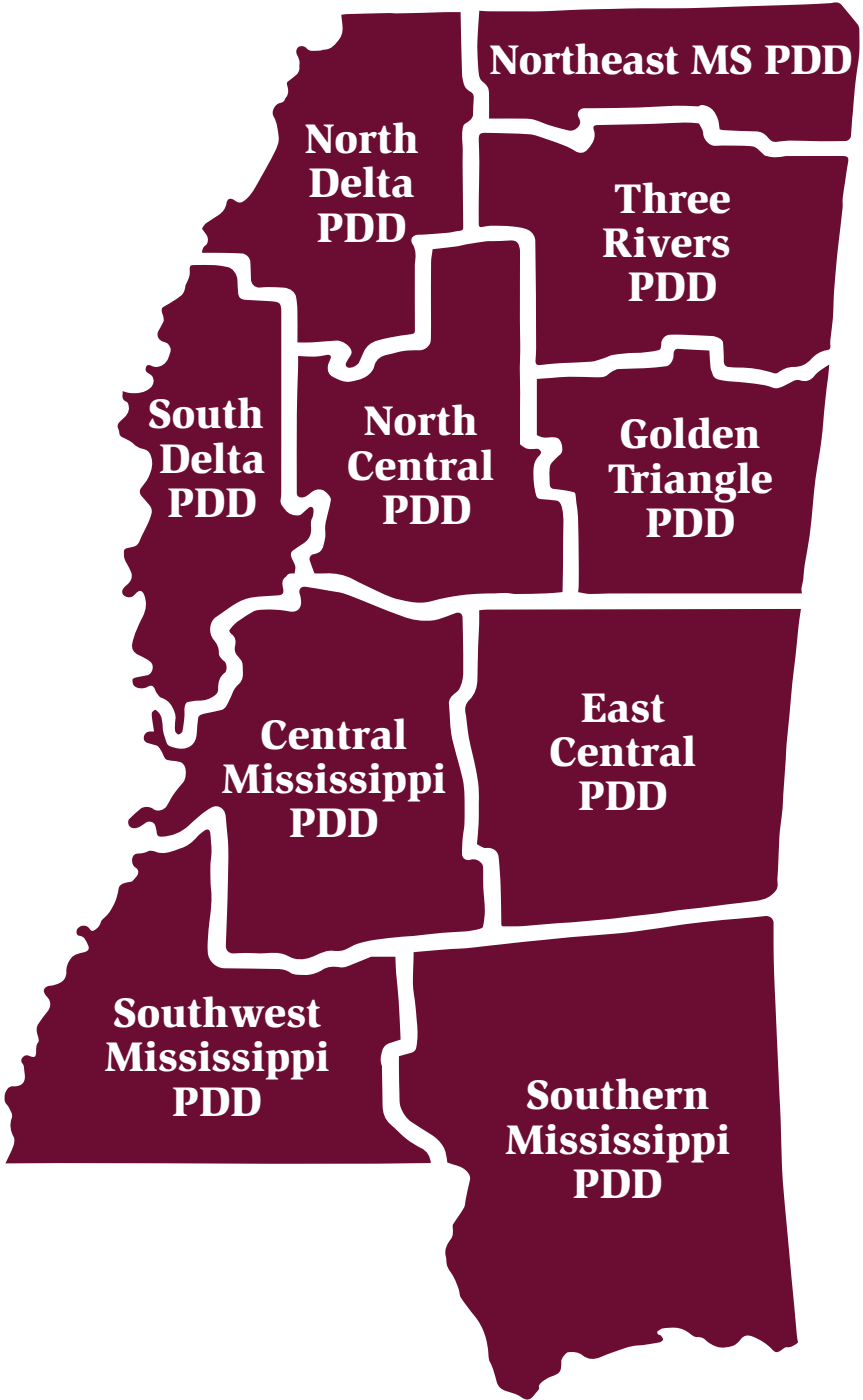 Northeast MS PDD
North
Delta
PDD
Three
Rivers
PDD
South
Delta
PDD
North
Central
PDD
Golden
Triangle
PDD
Central
Mississippi
PDD
East
Central
PDD
Southwest
Mississippi
PDD
Southern
Mississippi
PDD